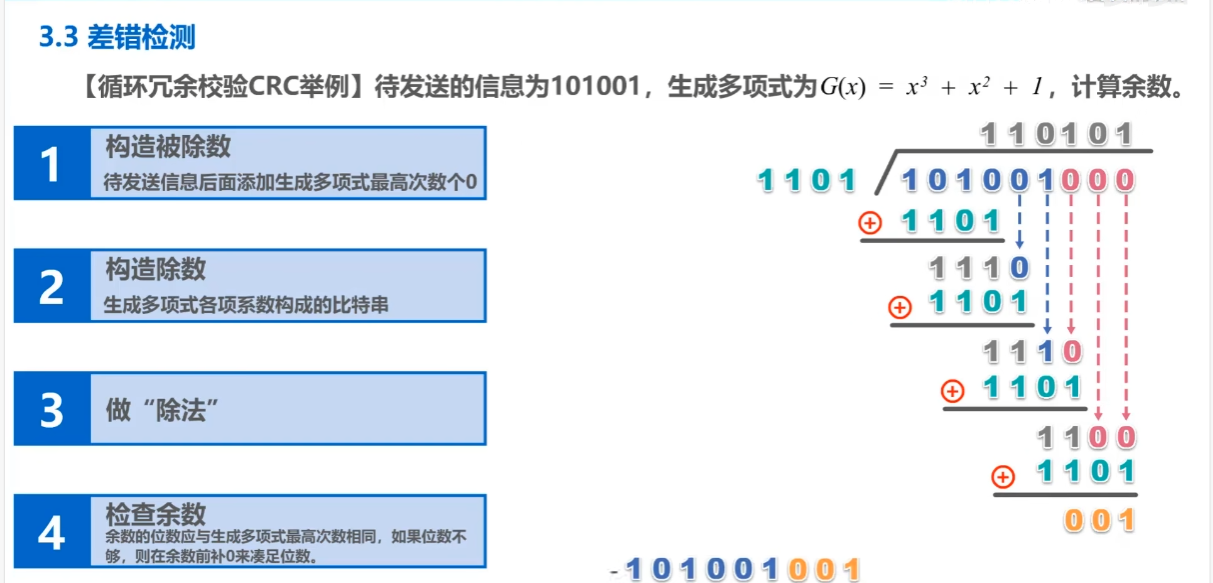 3.3 差错检测
【循环冗余校验CRC举例】待发送的信息为101001，生成多项式为G(x) = x³ + x² + 1，计算余数。
1
构造被除数
待发送信息后面添加生成多项式最高次数个0
2
构造除数
生成多项式各项系数构成的比特串
3
做“除法”
4
检查余数
余数的位数应与生成多项式最高次数相同，如果位数不
够，则在余数前补0来凑足位数。
110101
1101 101001000
⊕ 1101
1110
⊕ 1101
1110
⊕ 1101
1100
⊕ 1101
001
-101001001